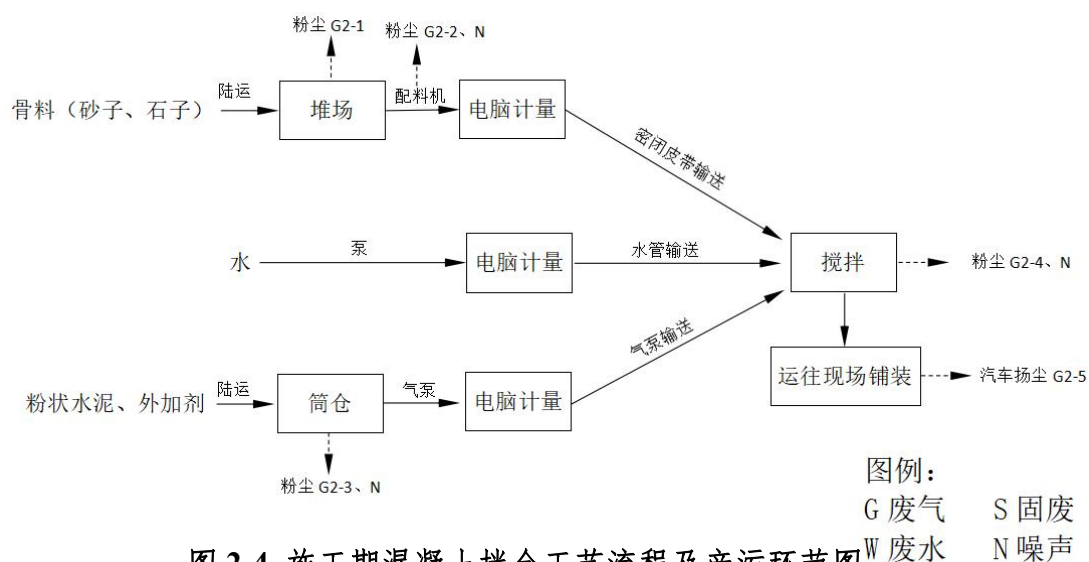 粉尘 G2-1
粉尘 G2-2、N
骨料（砂子、石子）
陆运
堆场
配料机
电脑计量
密闭皮带输送
水
泵
电脑计量
水管输送
搅拌
粉尘 G2-4、N
气泵输送
运往现场铺装
汽车扬尘 G2-5
粉状水泥、外加剂
陆运
筒仓
气泵
电脑计量
粉尘 G2-3、N
图例：
G 废气 S 固废
W 废水 N 噪声
图 2-4 施工期混凝土拌合工艺流程及产污环节图